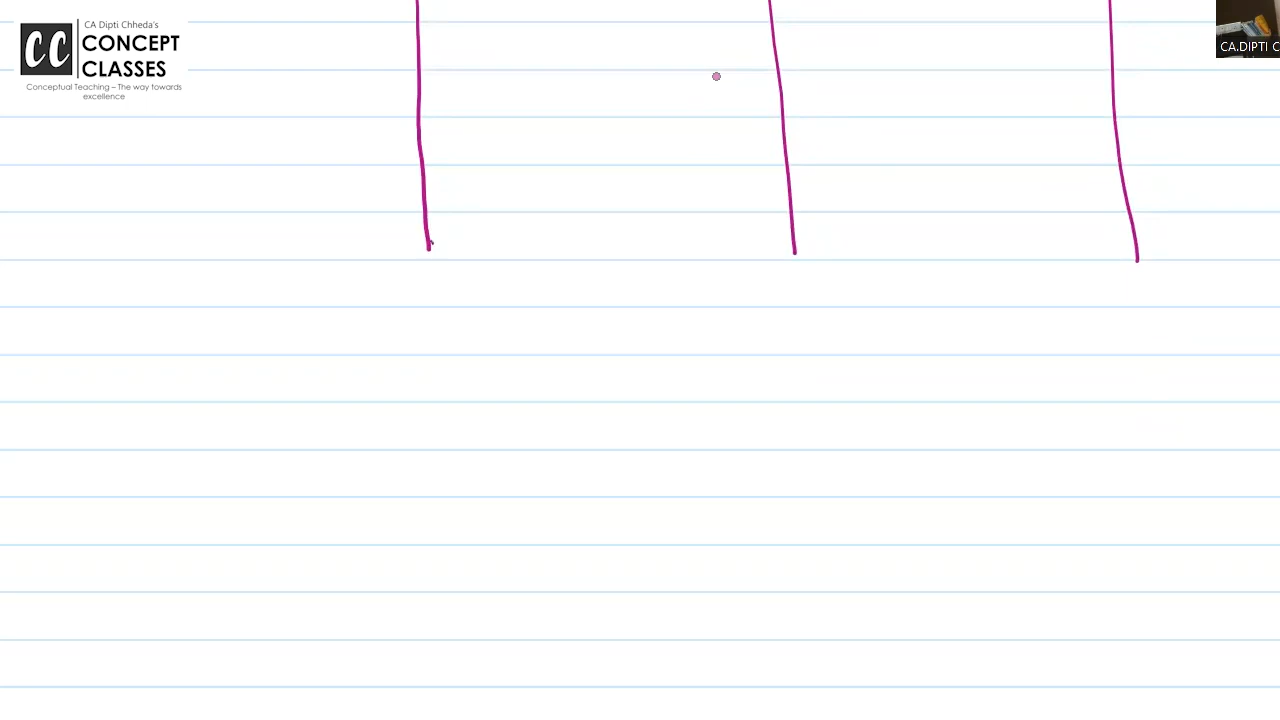 CC
CA Dipti Chheda's
CONCEPT
CLASSES
Conceptual Teaching – The way towards
excellence
CA.DIPTI C